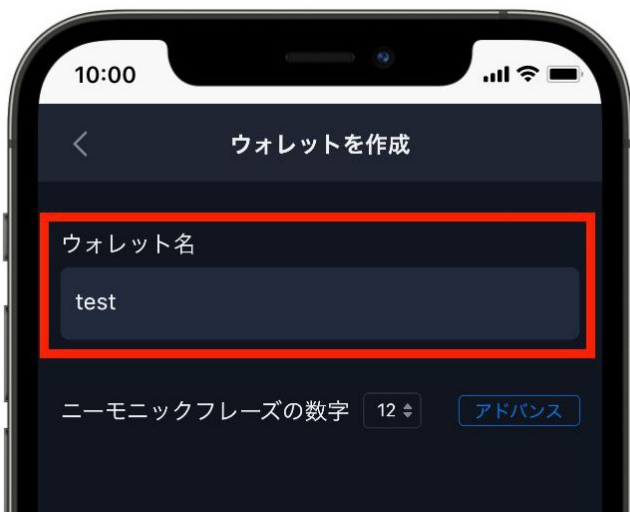 10:00
ウォレットを作成
ウォレット名
test
ニーモニックフレーズの数字 12 アドバンス